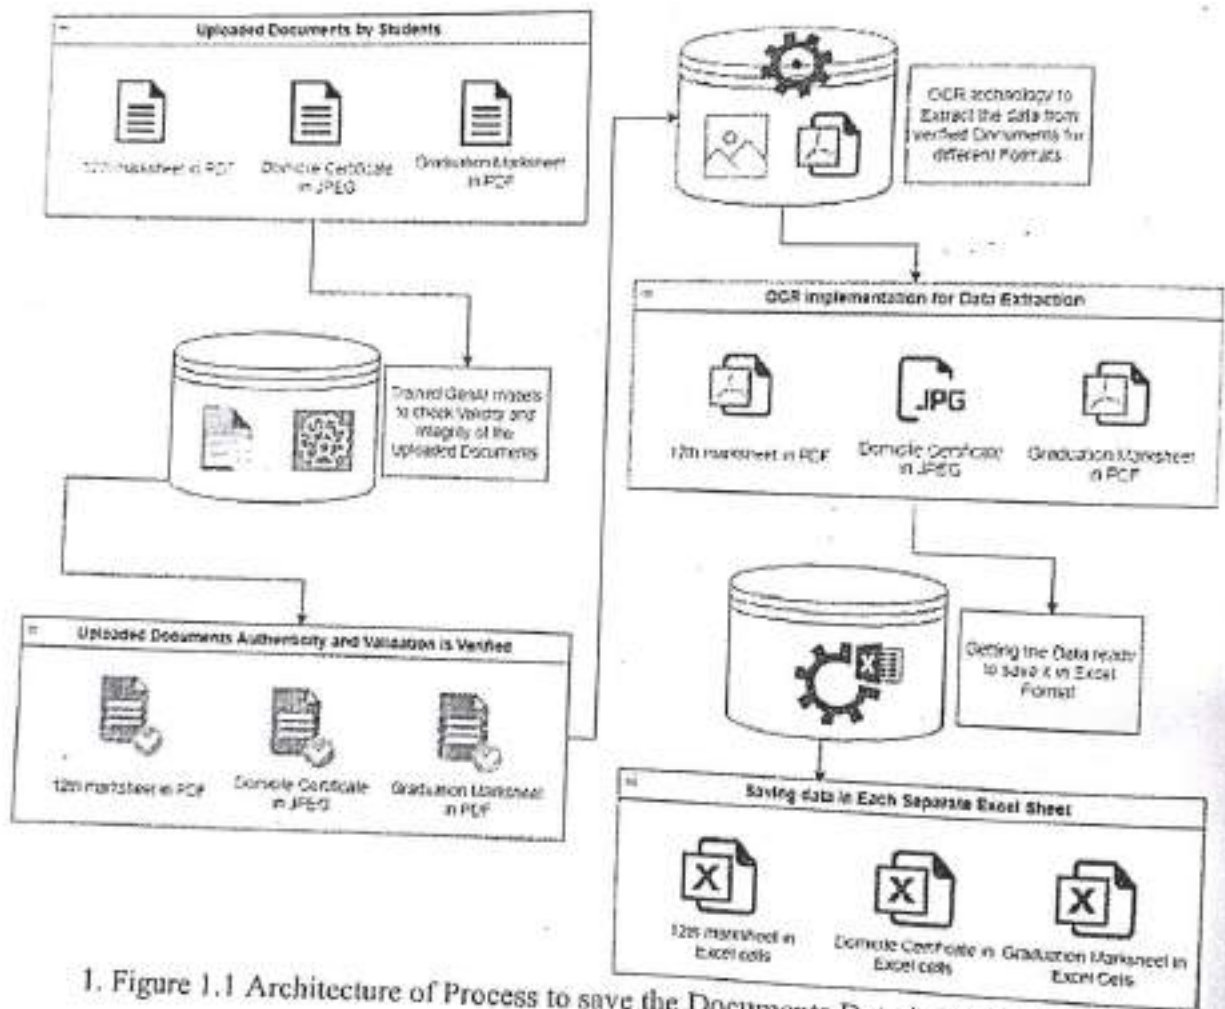 Uploaded Documents by Students
12th marksheet in PDF
Domicile Certificate
in JPEG
Graduation Marksheet
in PDF
Trained GenAI models
to check Validity and
Integrity of the
Uploaded Documents
Uploaded Documents Authenticity and Validation is Verified
12th marksheet in PDF
Domicile Certificate
in JPEG
Graduation Marksheet
in PDF
OCR technology to
Extract the data from
verified Documents for
different Formats
OCR implementation for Data Extraction
JPG
12th marksheet in PDF
Domicile Certificate
in JPEG
Graduation Marksheet
in PDF
Getting the Data ready
to save it in Excel
Format
X
Saving data in Each Separate Excel Sheet
X
X
X
12th marksheet in
Excel cells
Domicile Certificate in
Excel cells
Graduation Marksheet in
Excel Cells
1. Figure 1.1 Architecture of Process to save the Documents Data